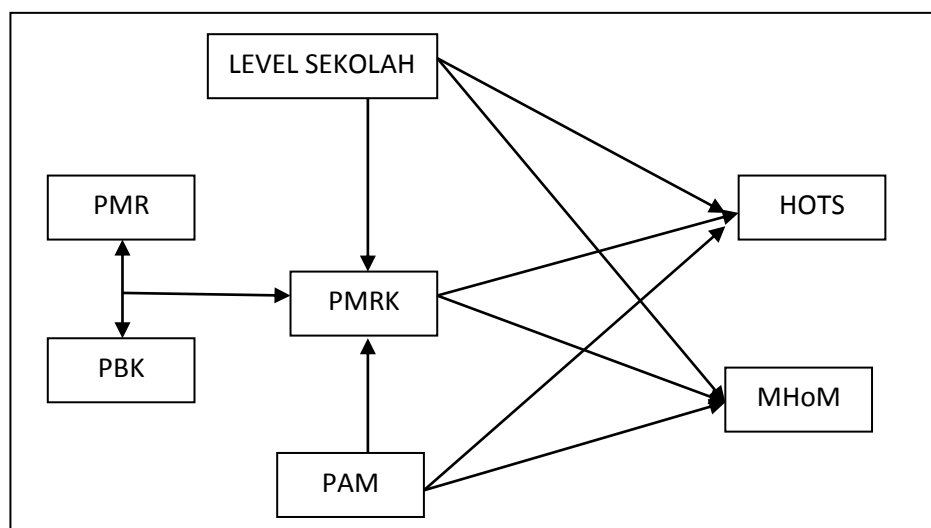 LEVEL SEKOLAH
PMR
HOTS
PMRK
PBK
MHoM
PAM